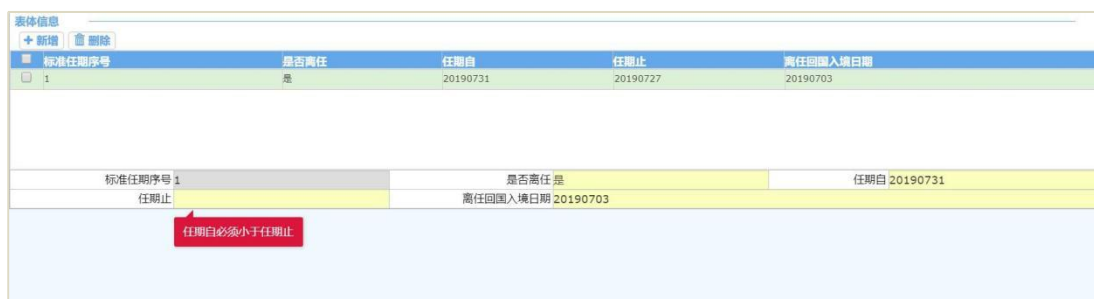 表体信息
新增 删除
标准任期序号 是否离任 任期自 任期止 离任回国入境日期
1 是 20190731 20190727 20190703
标准任期序号 1 是否离任 是 任期自 20190731
任期止 离任回国入境日期 20190703
任期自必须小于任期止